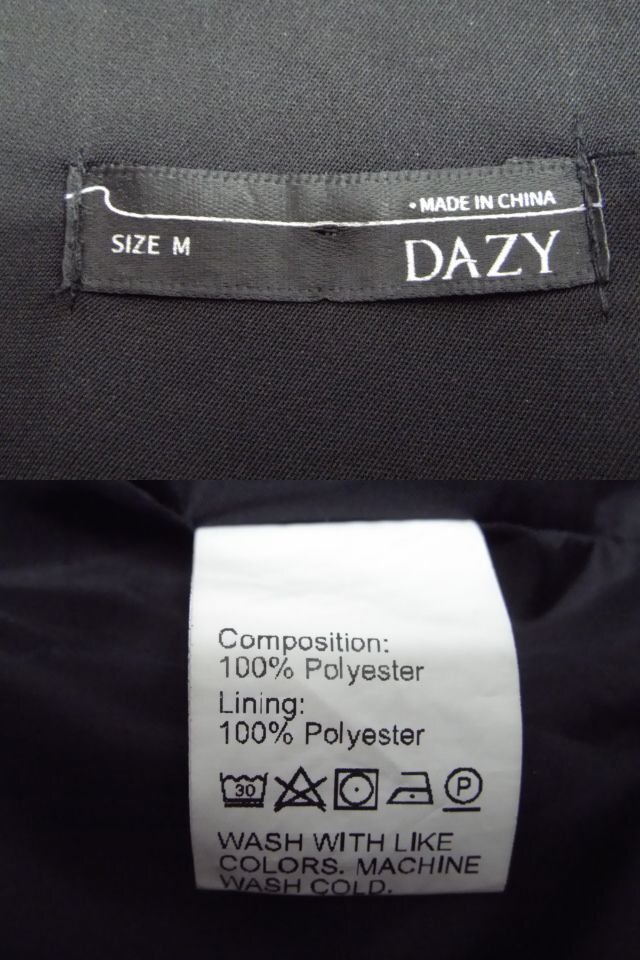 • MADE IN CHINA
SIZE M
DAZY
Composition:
100% Polyester
Lining:
100% Polyester
30 P
WASH WITH LIKE
COLORS. MACHINE
WASH COLD.